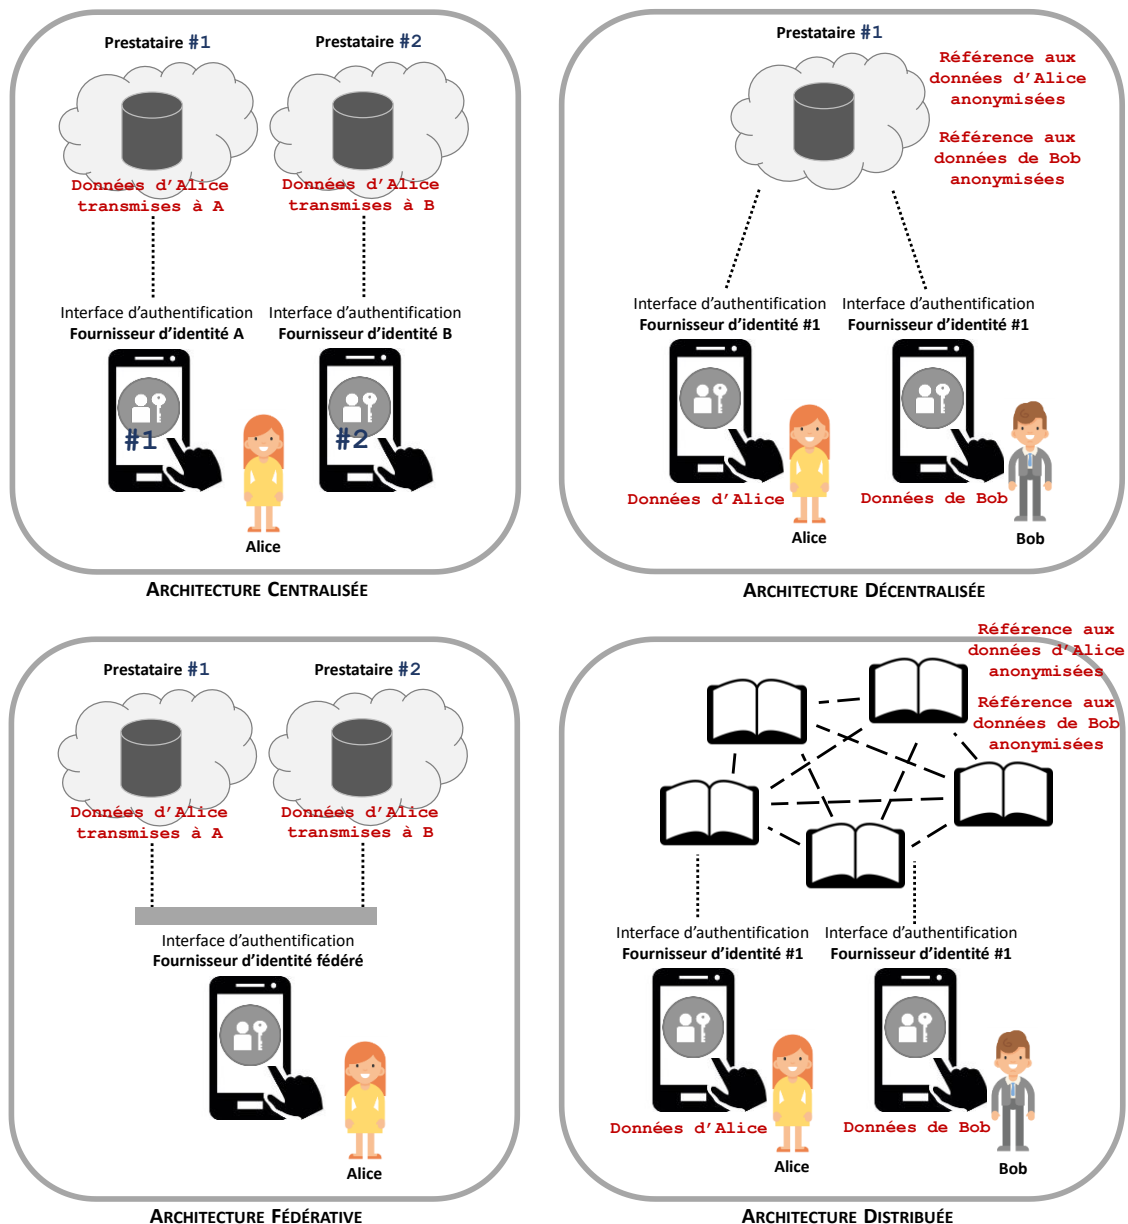 Prestataire #1
Prestataire #2
Données d'Alice
transmises à A
Données d'Alice
transmises à B
Interface d'authentification
Fournisseur d'identité A
Interface d'authentification
Fournisseur d'identité B
#1
#2
Alice
ARCHITECTURE CENTRALISÉE
Prestataire #1
Référence aux
données d'Alice
anonymisées
Référence aux
données de Bob
anonymisées
Interface d'authentification
Fournisseur d'identité #1
Interface d'authentification
Fournisseur d'identité #1
Données d'Alice
Données de Bob
Alice
Bob
ARCHITECTURE DÉCENTRALISÉE
Prestataire #1
Prestataire #2
Données d'Alice
transmises à A
Données d'Alice
transmises à B
Interface d'authentification
Fournisseur d'identité fédéré
Alice
ARCHITECTURE FÉDÉRATIVE
Référence aux
données d'Alice
anonymisées
Référence aux
données de Bob
anonymisées
Interface d'authentification
Fournisseur d'identité #1
Interface d'authentification
Fournisseur d'identité #1
Données d'Alice
Données de Bob
Alice
Bob
ARCHITECTURE DISTRIBUÉE